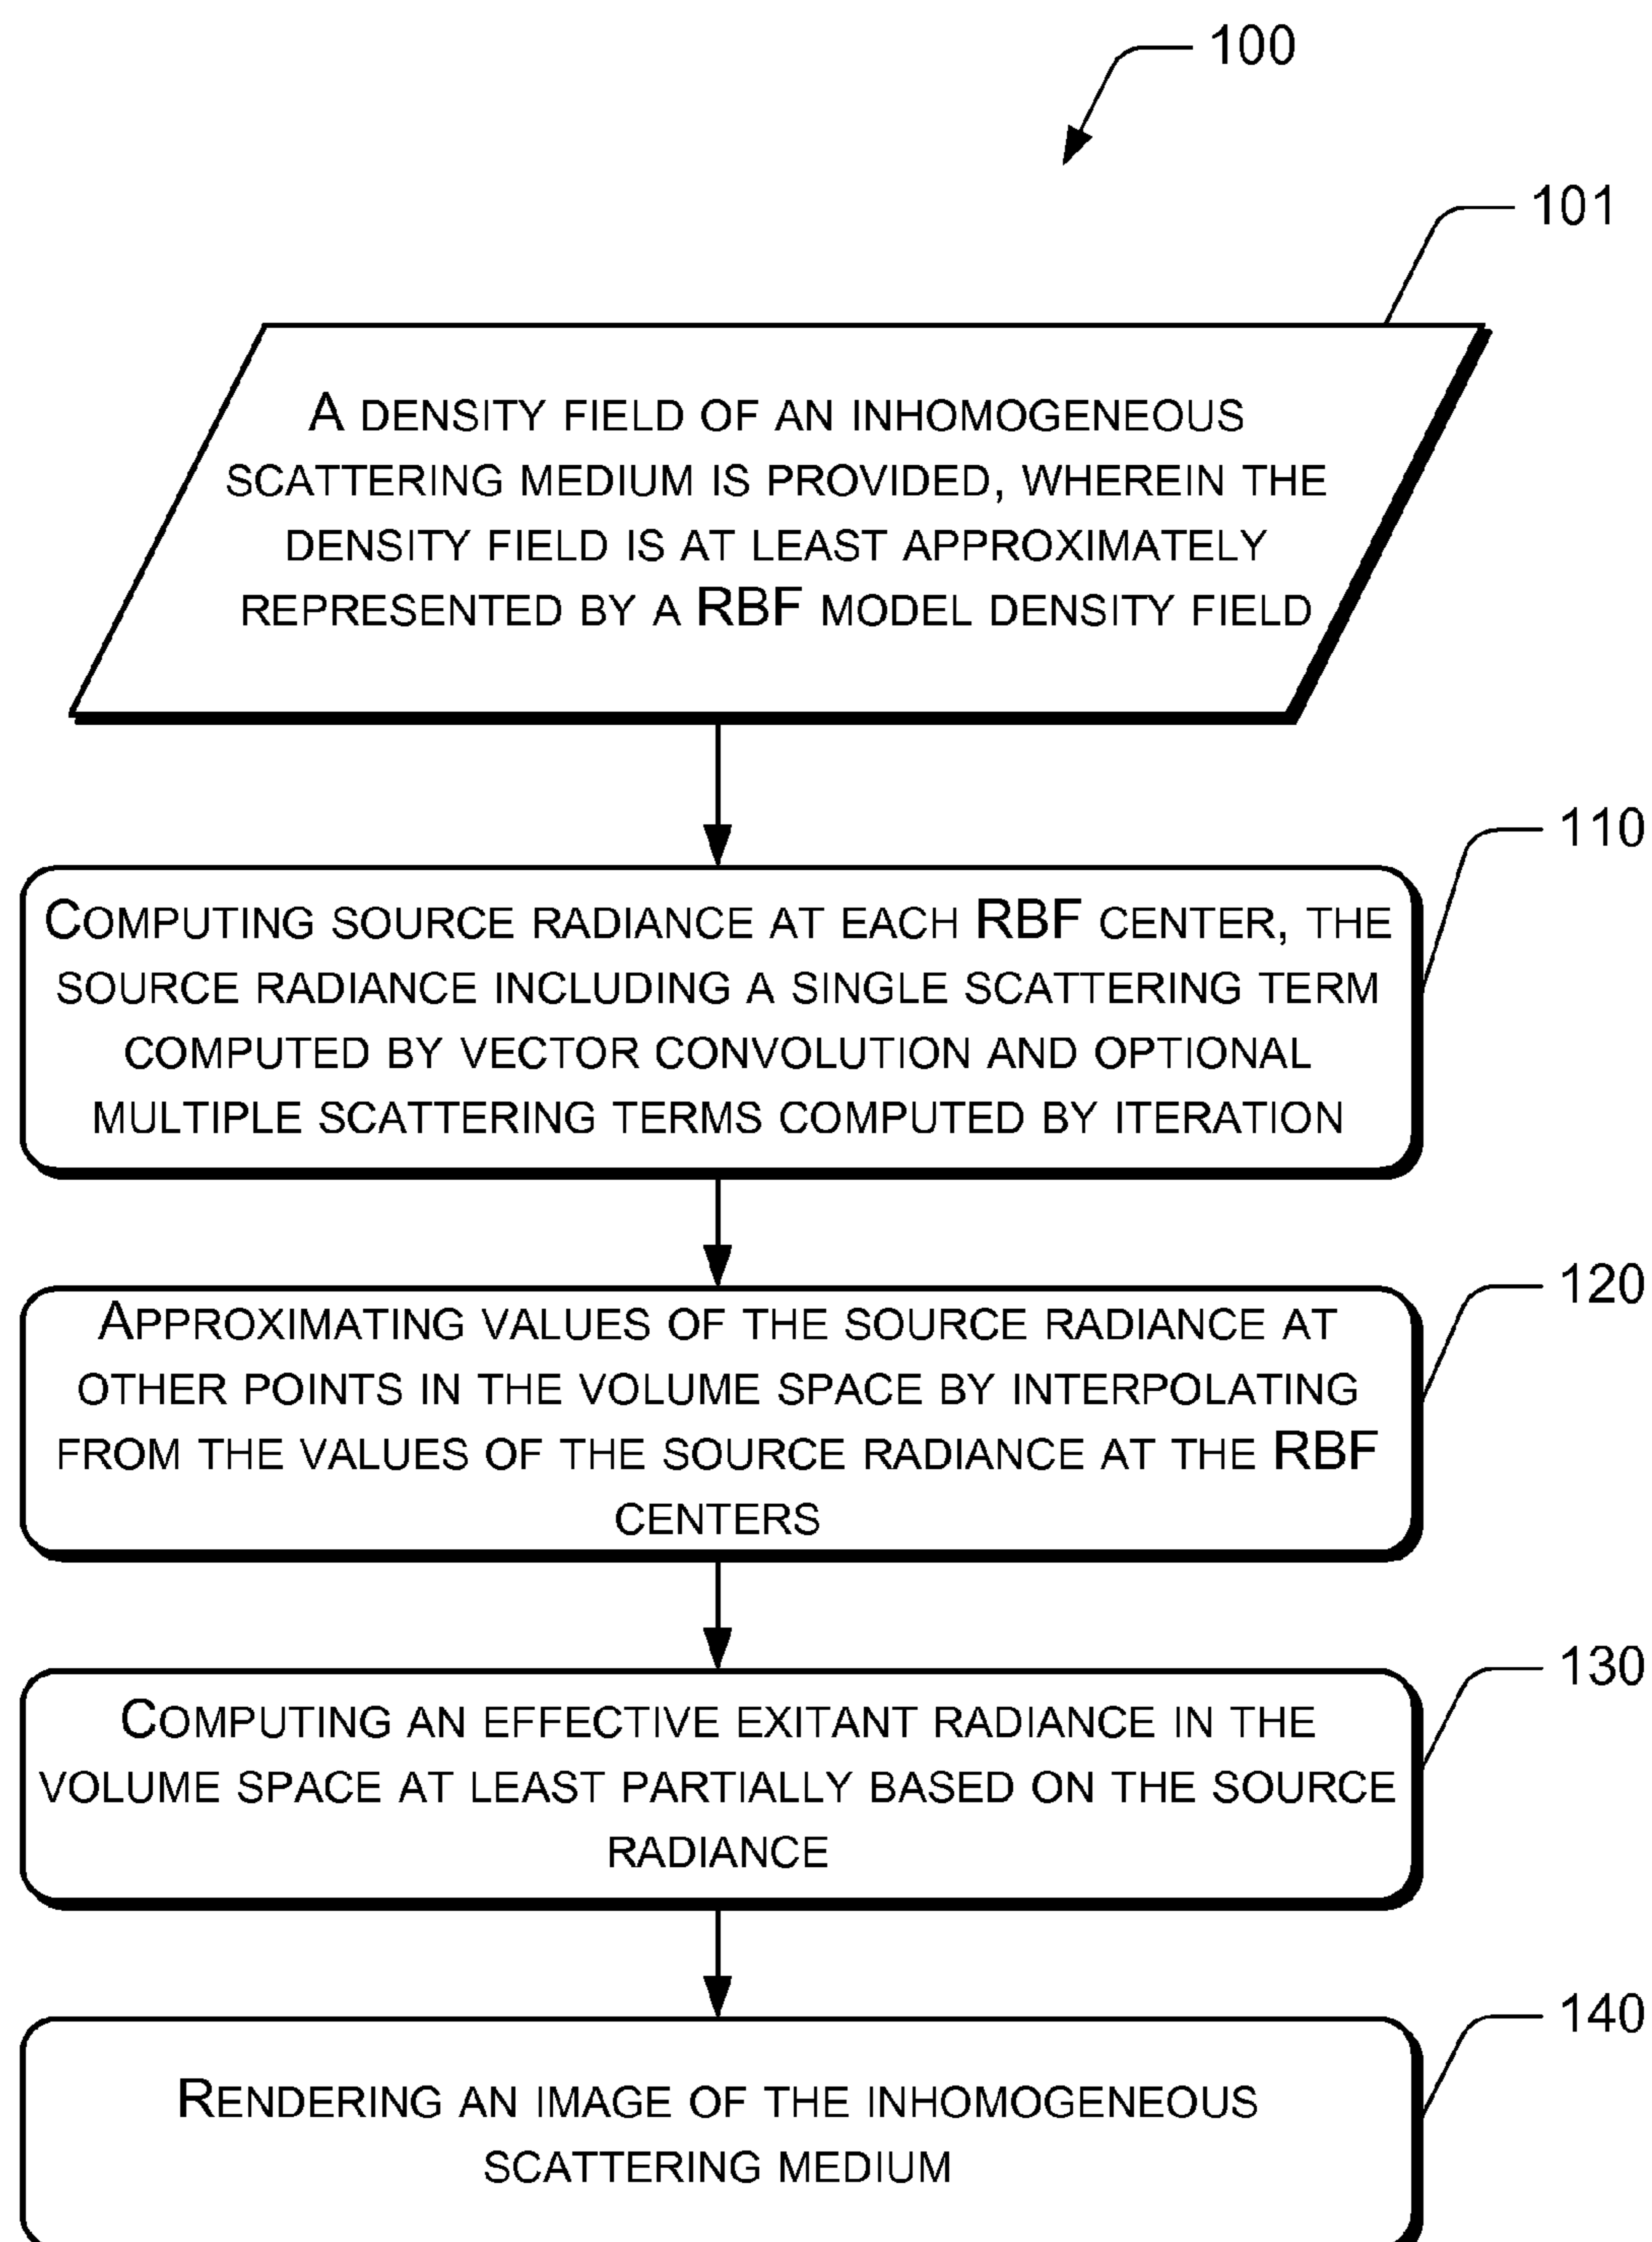 100
101
A DENSITY FIELD OF AN INHOMOGENEOUS
SCATTERING MEDIUM IS PROVIDED, WHEREIN THE
DENSITY FIELD IS AT LEAST APPROXIMATELY
REPRESENTED BY A RBF MODEL DENSITY FIELD
110
COMPUTING SOURCE RADIANCE AT EACH RBF CENTER, THE
SOURCE RADIANCE INCLUDING A SINGLE SCATTERING TERM
COMPUTED BY VECTOR CONVOLUTION AND OPTIONAL
MULTIPLE SCATTERING TERMS COMPUTED BY ITERATION
120
APPROXIMATING VALUES OF THE SOURCE RADIANCE AT
OTHER POINTS IN THE VOLUME SPACE BY INTERPOLATING
FROM THE VALUES OF THE SOURCE RADIANCE AT THE RBF
CENTERS
130
COMPUTING AN EFFECTIVE EXITANT RADIANCE IN THE
VOLUME SPACE AT LEAST PARTIALLY BASED ON THE SOURCE
RADIANCE
140
RENDERING AN IMAGE OF THE INHOMOGENEOUS
SCATTERING MEDIUM